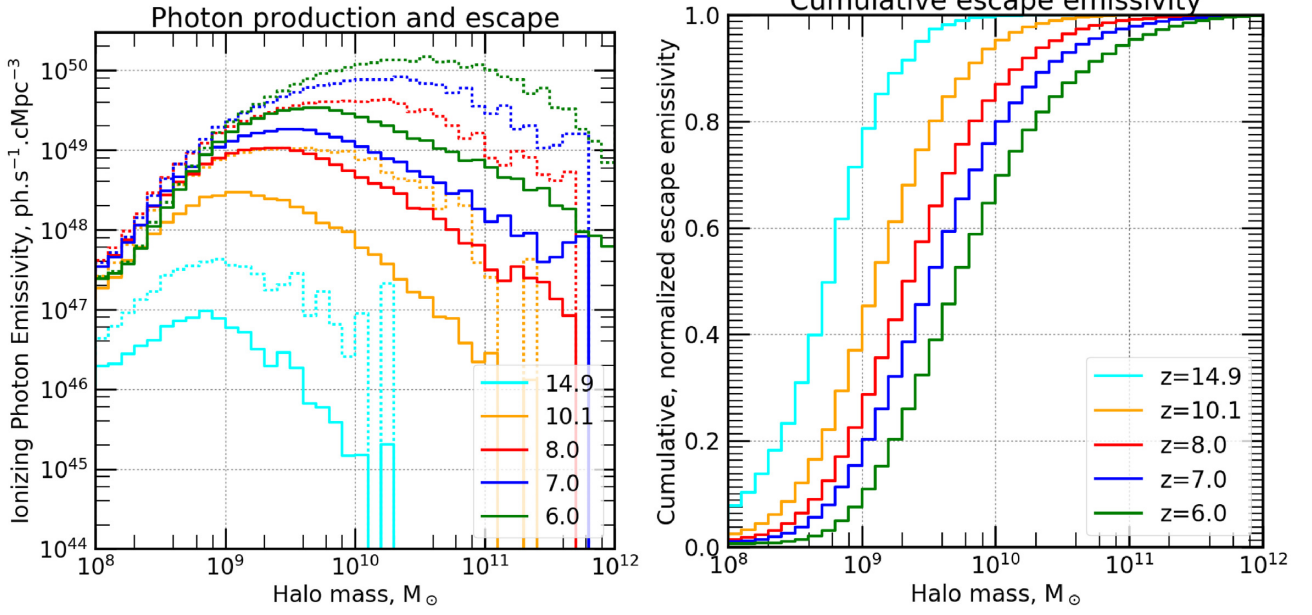 Photon production and escape
Ionizing Photon Emissivity, ph.s⁻¹.cMpc⁻³
10⁵⁰
10⁴⁹
10⁴⁸
10⁴⁷
10⁴⁶
10⁴⁵
10⁴⁴
14.9
10.1
8.0
7.0
6.0
10⁸ 10⁹ 10¹⁰ 10¹¹ 10¹²
Halo mass, M⊙
Cumulative escape emissivity
Cumulative, normalized escape emissivity
1.0
0.8
0.6
0.4
0.2
0.0
z=14.9
z=10.1
z=8.0
z=7.0
z=6.0
10⁸ 10⁹ 10¹⁰ 10¹¹ 10¹²
Halo mass, M⊙